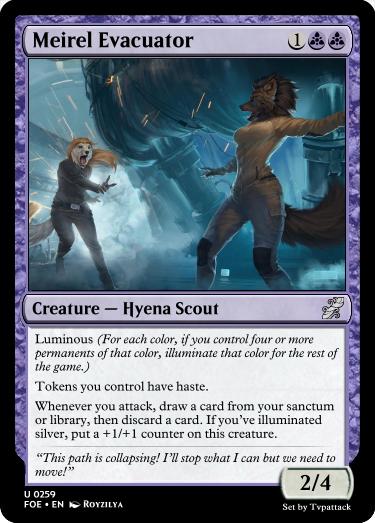 Meirel Evacuator 1
Creature — Hyena Scout
Luminous (For each color, if you control four or more
permanents of that color, illuminate that color for the rest of
the game.)
Tokens you control have haste.
Whenever you attack, draw a card from your sanctum
or library, then discard a card. If you've illuminated
silver, put a +1/+1 counter on this creature.
"This path is collapsing! I'll stop what I can but we need to
move!"
2/4
U 0259
FOE • EN Royzilya
Set by Tvpattack